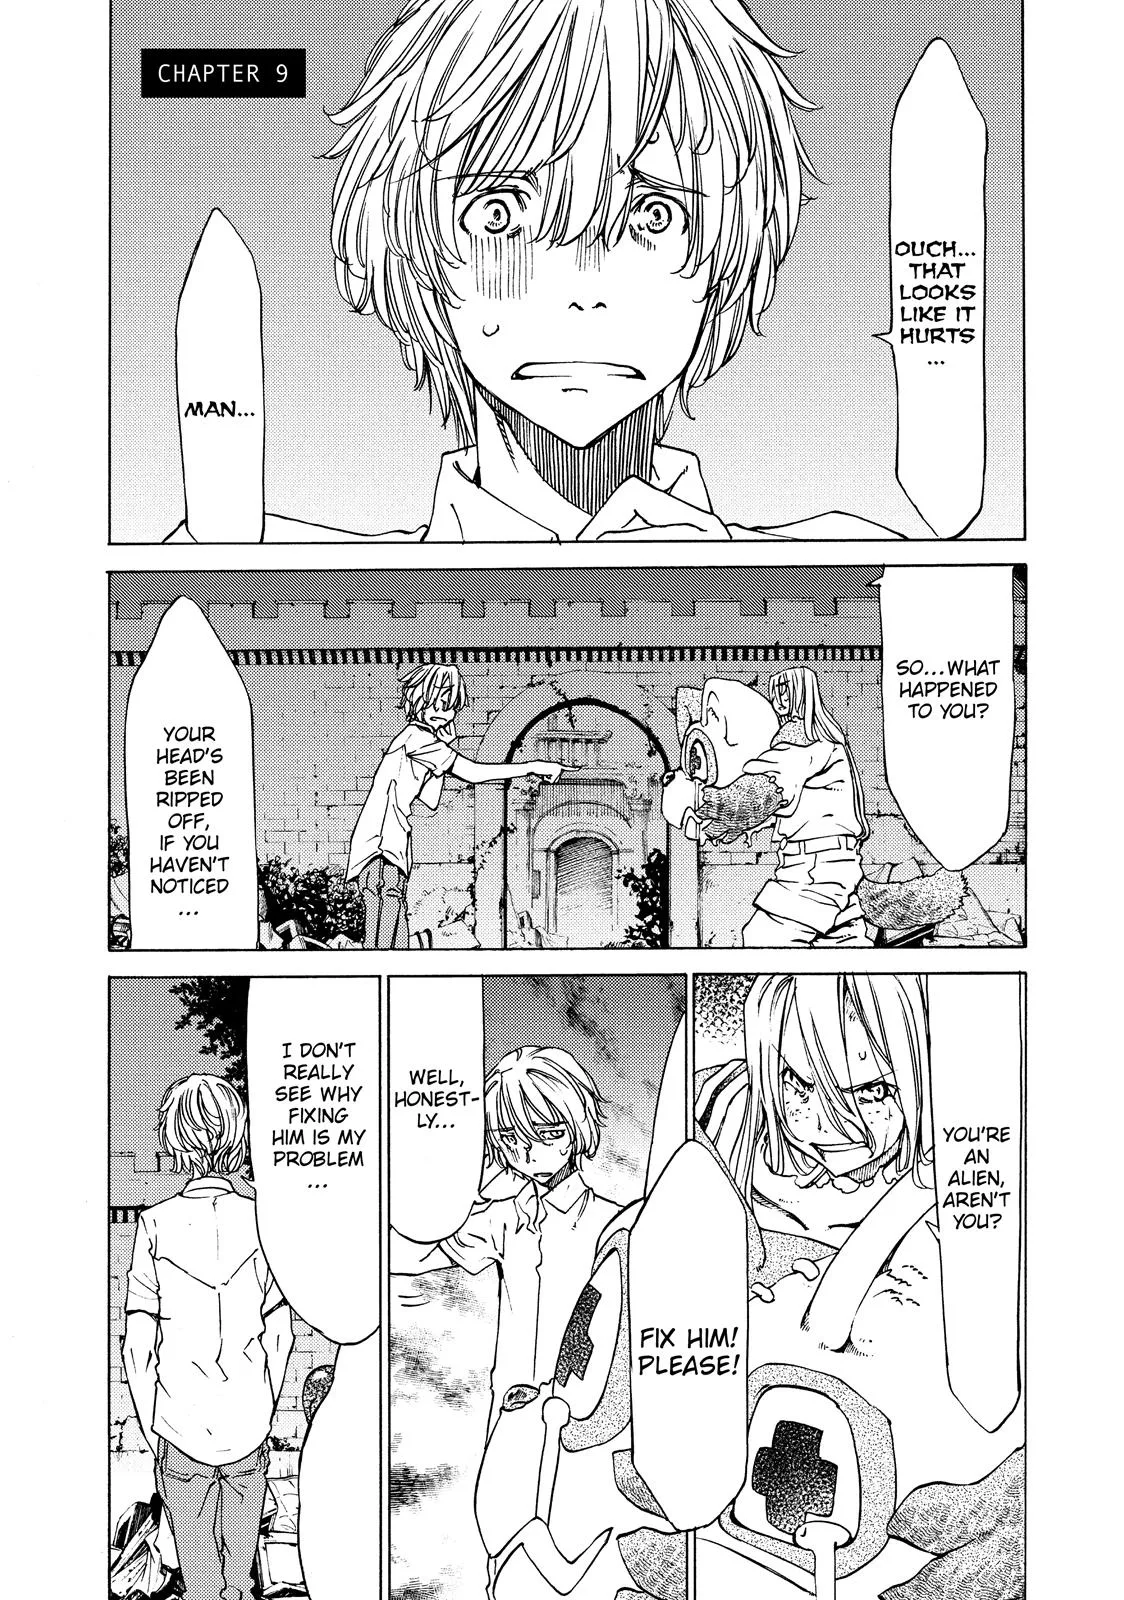 CHAPTER 9
OUCH...
THAT
LOOKS
LIKE IT
HURTS
...
MAN...
SO...WHAT
HAPPENED
TO YOU?
YOUR
HEAD'S
BEEN
RIPPED
OFF,
IF YOU
HAVEN'T
NOTICED
...
YOU'RE
AN
ALIEN,
AREN'T
YOU?
FIX HIM!
PLEASE!
WELL,
HONEST-
LY...
I DON'T
REALLY
SEE WHY
FIXING
HIM IS MY
PROBLEM
...